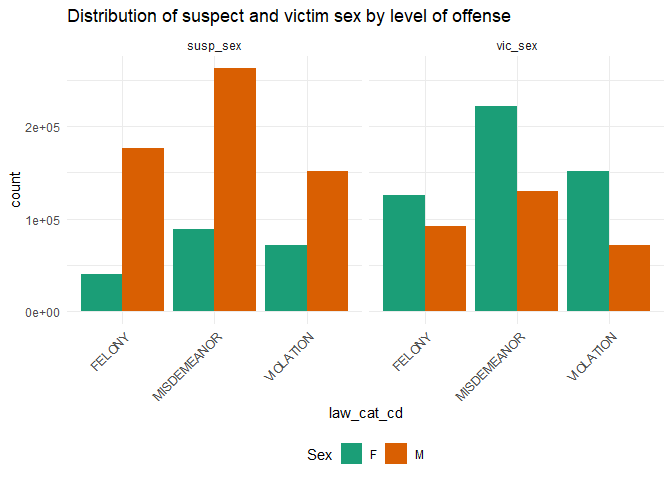 Distribution of suspect and victim sex by level of offense
susp_sex
vic_sex
count
2e+05
1e+05
0e+00
FELONY
MISDEMEANOR
VIOLATION
FELONY
MISDEMEANOR
VIOLATION
law_cat_cd
Sex F M